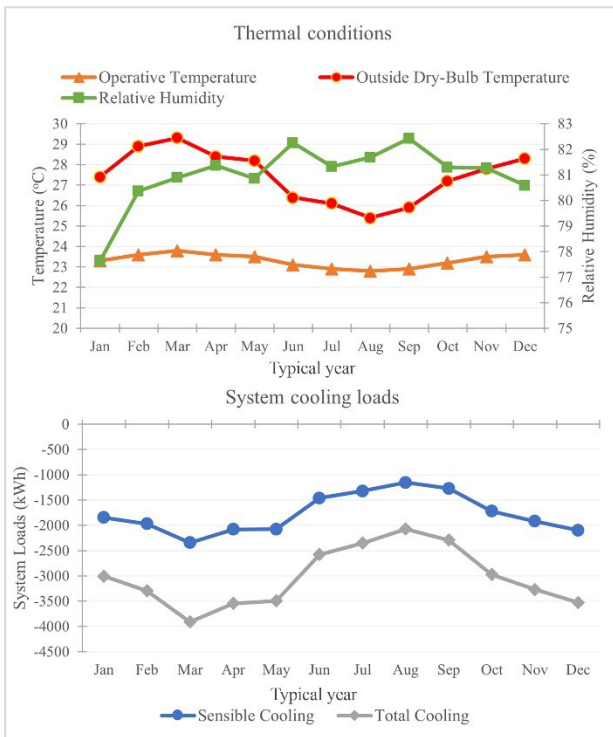 Thermal conditions
Operative Temperature
Outside Dry-Bulb Temperature
Relative Humidity
Temperature (°C)
30
29
28
27
26
25
24
23
22
21
20
Relative Humidity (%)
83
82
81
80
79
78
77
76
75
Jan Feb Mar Apr May Jun Jul Aug Sep Oct Nov Dec
Typical year
System cooling loads
System Loads (kWh)
0
-500
-1000
-1500
-2000
-2500
-3000
-3500
-4000
-4500
Jan Feb Mar Apr May Jun Jul Aug Sep Oct Nov Dec
Typical year
Sensible Cooling
Total Cooling